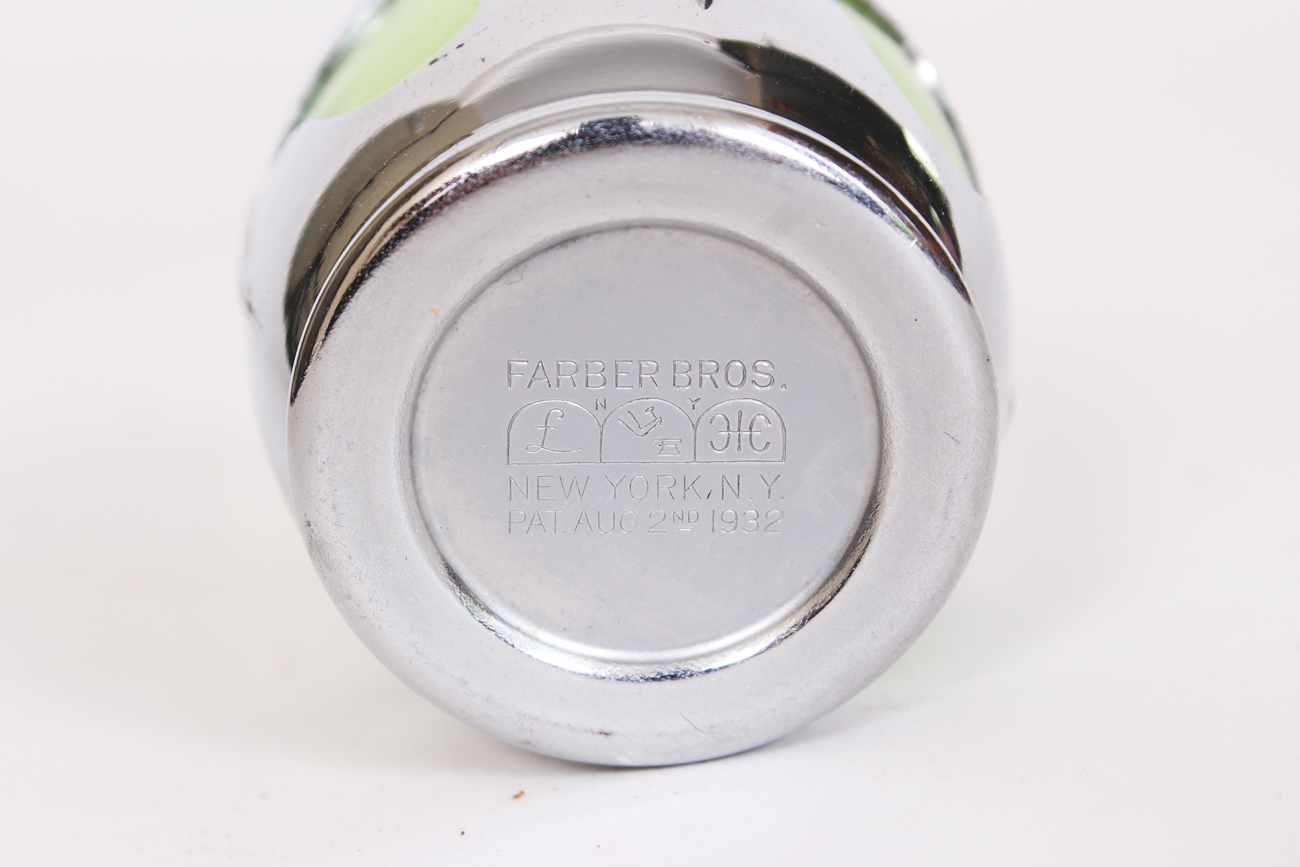 FARBER BROS.
N Y
NEW YORK, N.Y.
PAT. AUG 2ND 1932